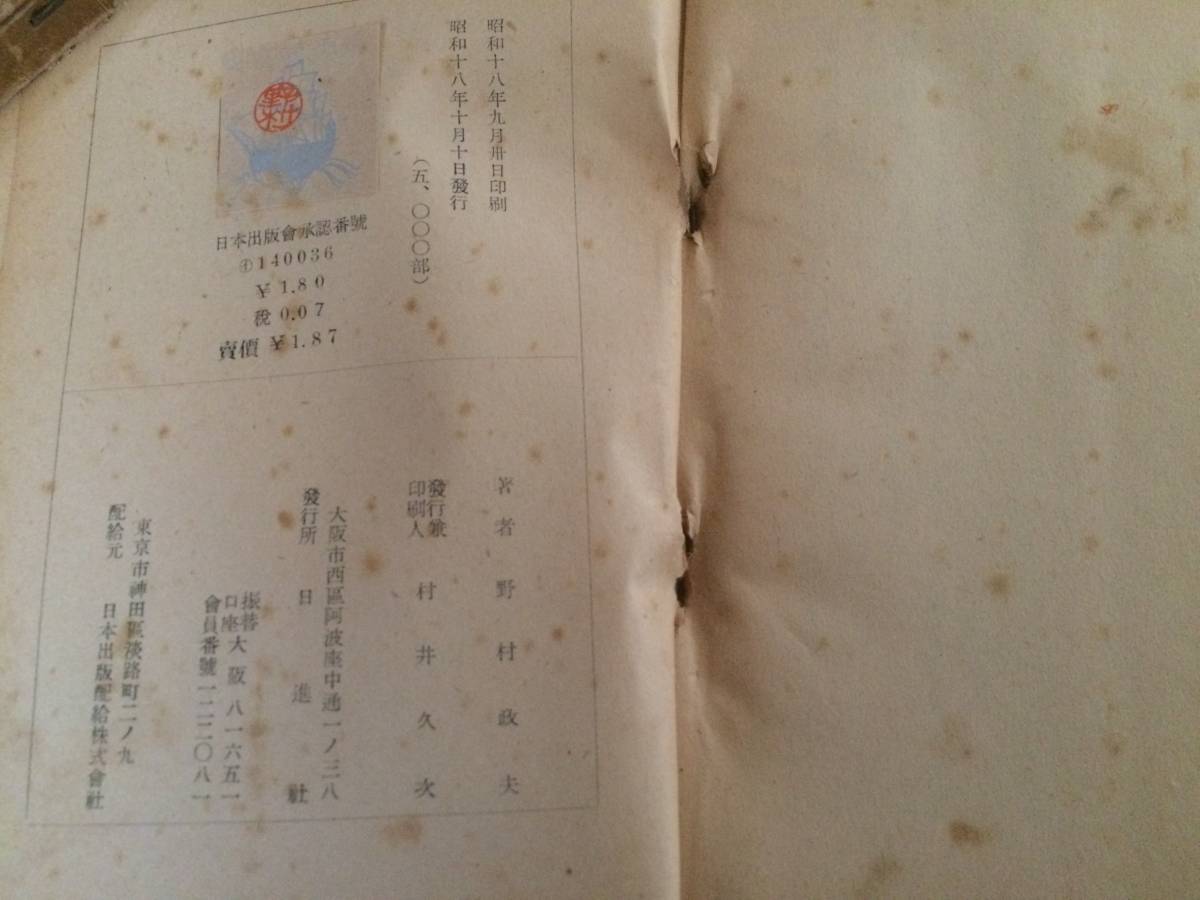 昭和十八年九月卅日印刷
昭和十八年十月十日發行
(五、〇〇〇部)
日本出版會承認番號
④140036
¥1.80
税 0.07
賣價 ¥1.87
著者 野村政夫
發行兼
印刷人 村井久次
大阪市西區阿波座中通一ノ三八
發行所 日進社
振替
口座 大阪 八一六五一
會員番號 一二二〇八一
東京市神田區淡路町二ノ九
配給元 日本出版配給株式會社